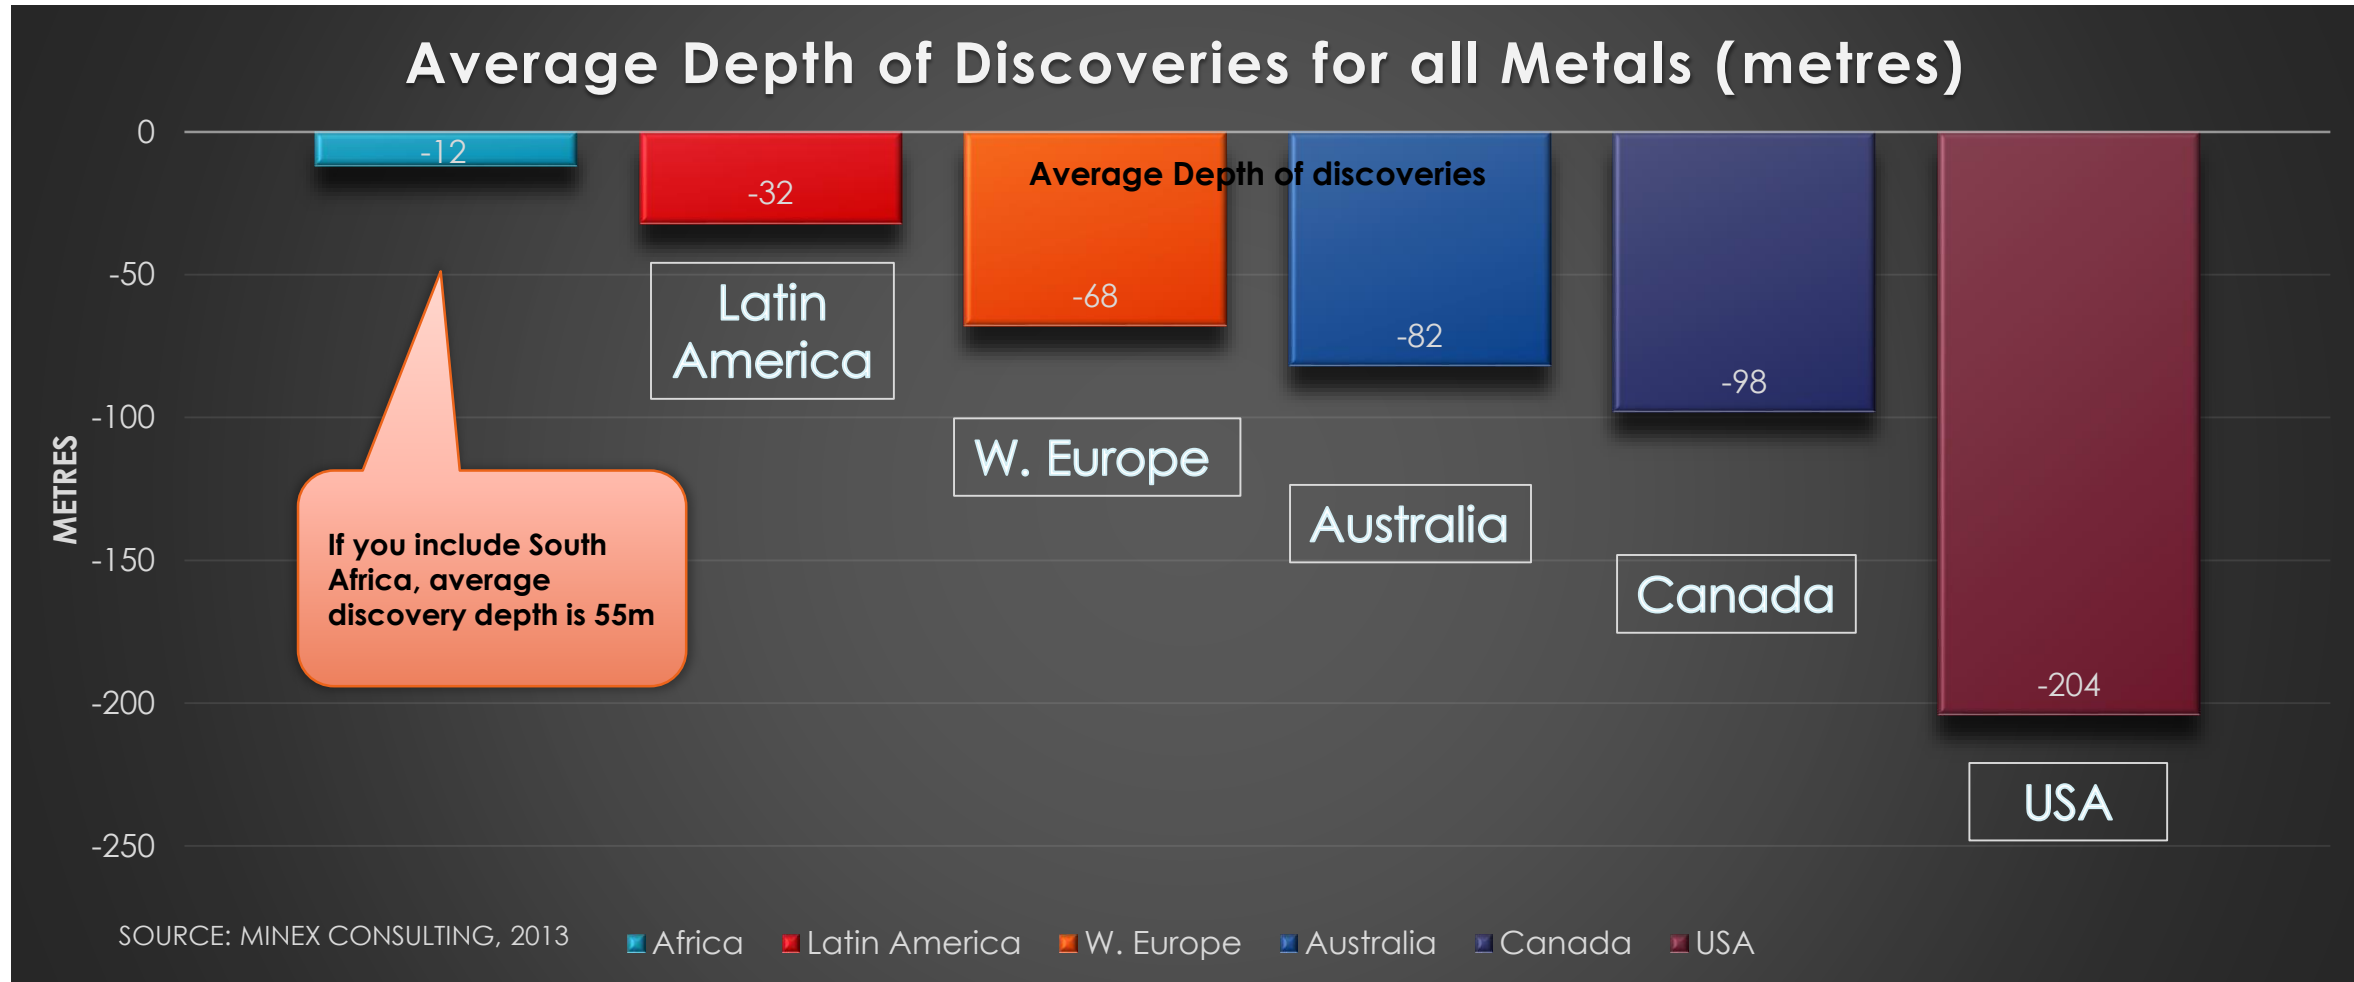 Average Depth of Discoveries for all Metals (metres)
0
-50
-100
-150
-200
-250
METRES
-12
-32
-68
-82
-98
-204
Average Depth of discoveries
Latin
America
W. Europe
Australia
Canada
USA
If you include South
Africa, average
discovery depth is 55m
SOURCE: MINEX CONSULTING, 2013
Africa
Latin America
W. Europe
Australia
Canada
USA